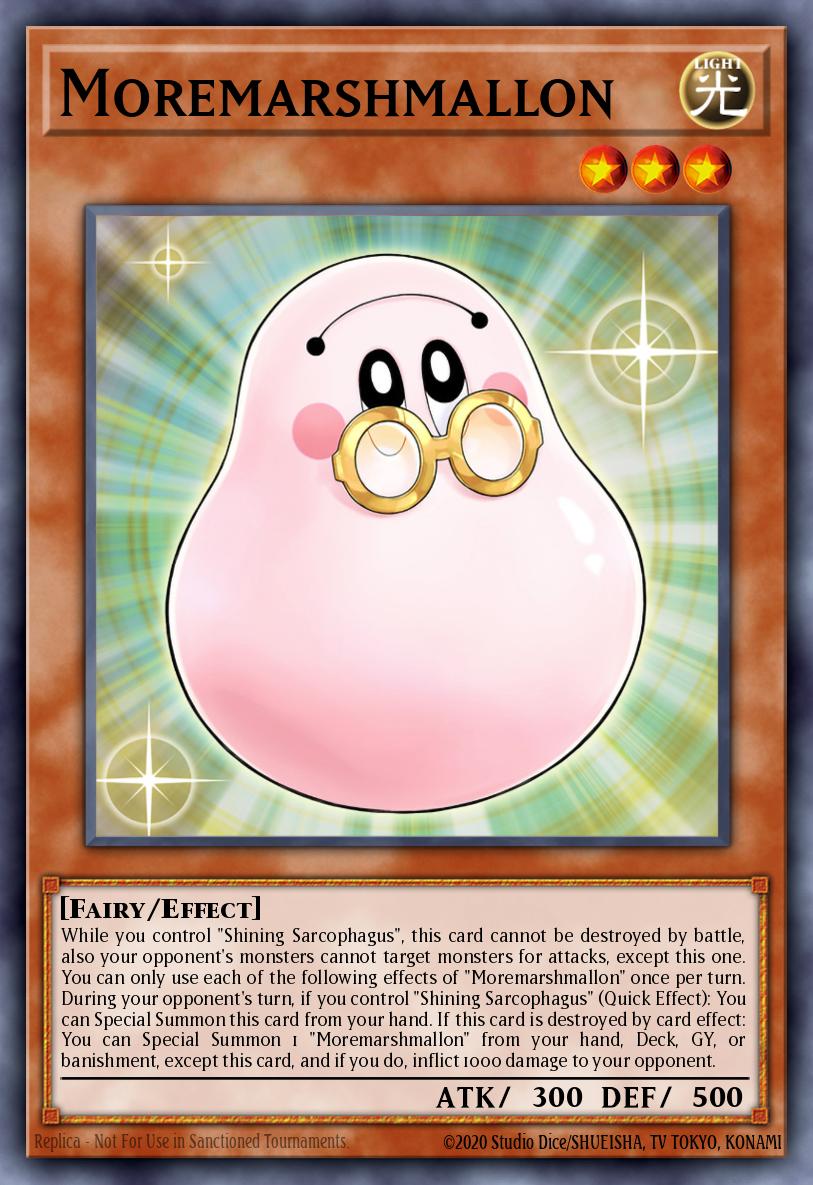 Moremarshmallon
LIGHT
光
[Fairy/Effect]
While you control "Shining Sarcophagus", this card cannot be destroyed by battle,
also your opponent's monsters cannot target monsters for attacks, except this one.
You can only use each of the following effects of "Moremarshmallon" once per turn.
During your opponent's turn, if you control "Shining Sarcophagus" (Quick Effect): You
can Special Summon this card from your hand. If this card is destroyed by card effect:
You can Special Summon 1 "Moremarshmallon" from your hand, Deck, GY, or
banishment, except this card, and if you do, inflict 1000 damage to your opponent.
ATK/ 300 DEF/ 500
Replica - Not For Use in Sanctioned Tournaments. ©2020 Studio Dice/SHUEISHA, TV TOKYO, KONAMI